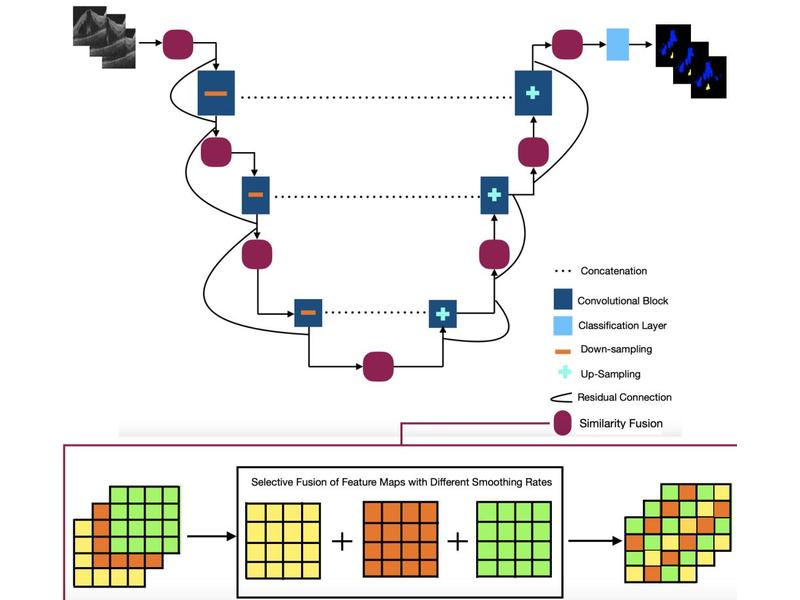 Concatenation
Convolutional Block
Classification Layer
Down-sampling
Up-Sampling
Residual Connection
Similarity Fusion
Selective Fusion of Feature Maps with Different Smoothing Rates